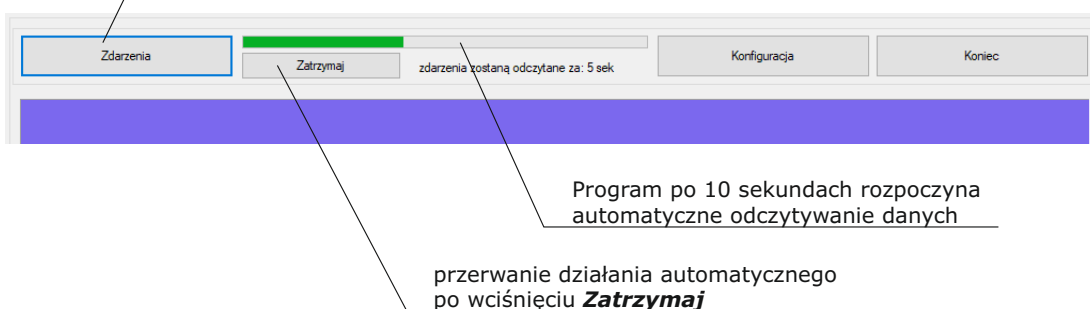 Zdarzenia
Zatrzymaj
zdarzenia zostaną odczytane za: 5 sek
Konfiguracja
Koniec
Program po 10 sekundach rozpoczyna
automatyczne odczytywanie danych
przerwanie działania automatycznego
po wciśnięciu Zatrzymaj